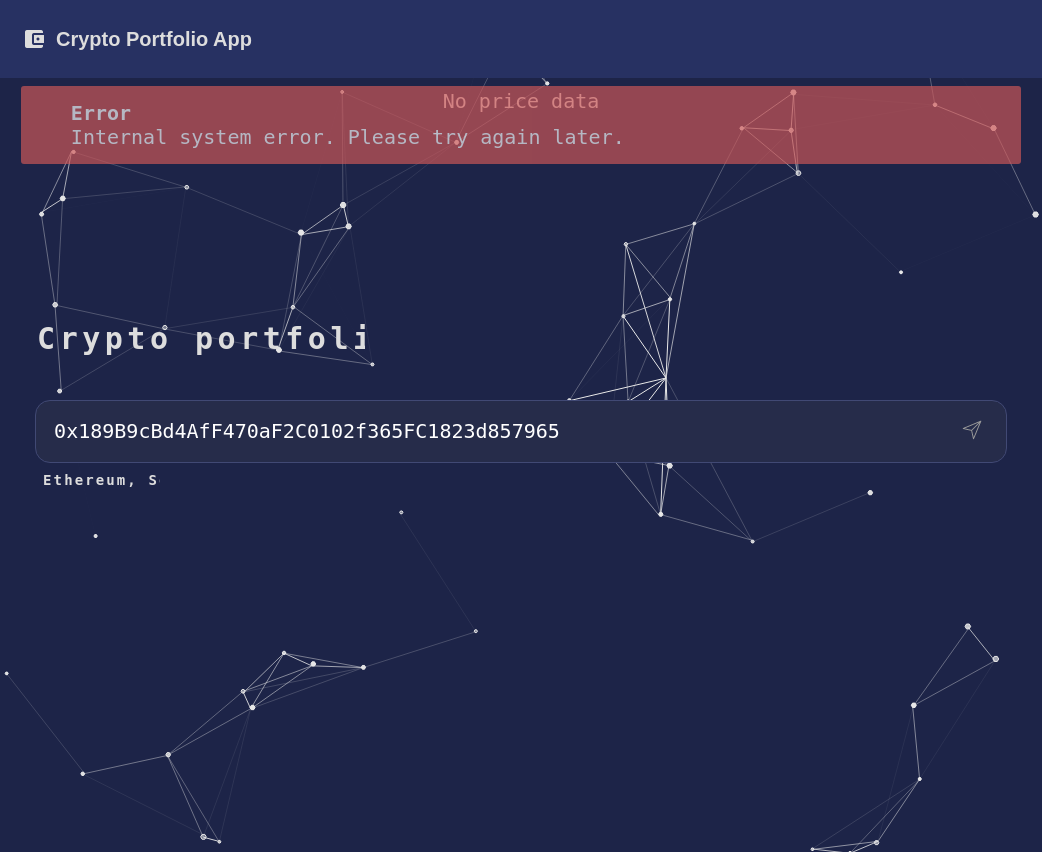 Crypto Portfolio App
No price data
Error
Internal system error. Please try again later.
Crypto portfoli
0x189B9cBd4AfF470aF2C0102f365FC1823d857965
Ethereum, S